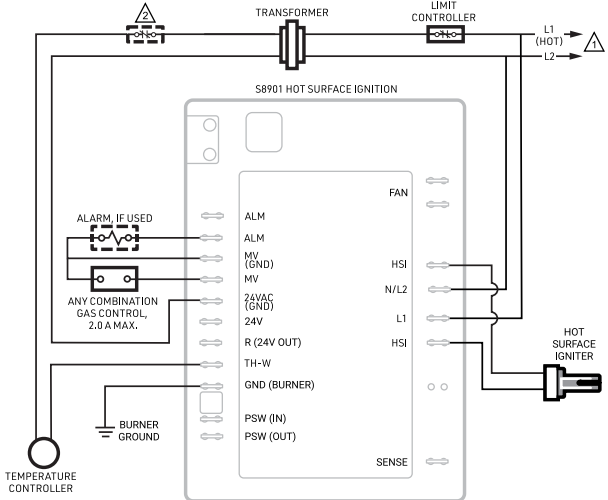 2
TRANSFORMER
LIMIT
CONTROLLER
L1
(HOT)
1
L2
S8901 HOT SURFACE IGNITION
FAN
ALARM, IF USED
ALM
ALM
MV
(GND)
HSI
MV
N/L2
ANY COMBINATION
GAS CONTROL,
2.0 A MAX.
24VAC
(GND)
24V
L1
R (24V OUT)
HSI
HOT
SURFACE
IGNITER
TH-W
GND (BURNER)
BURNER
GROUND
PSW (IN)
PSW (OUT)
SENSE
TEMPERATURE
CONTROLLER